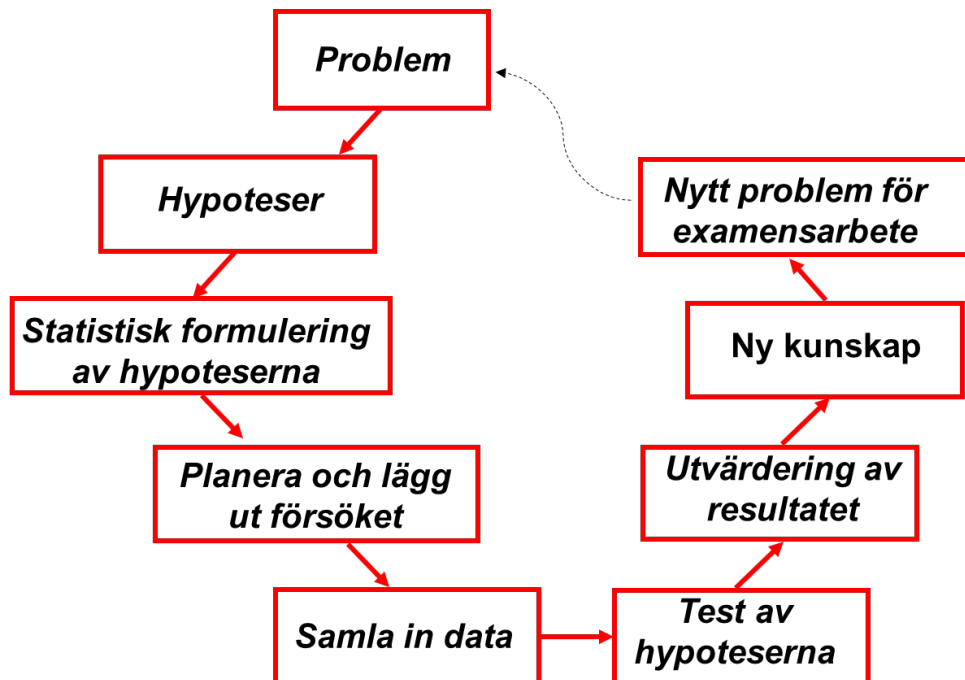 Problem
Hypoteser
Statistisk formulering
av hypoteserna
Planera och lägg
ut försöket
Samla in data
Test av
hypoteserna
Utvärdering av
resultatet
Ny kunskap
Nytt problem för
examensarbete